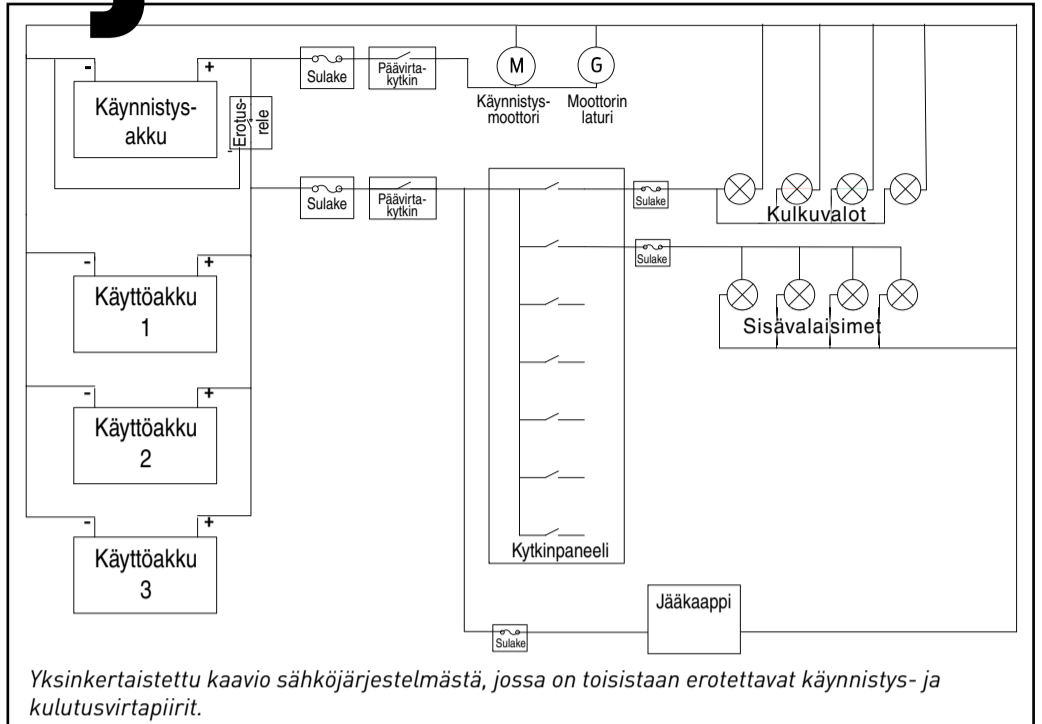 - +
Käynnistys-
akku
Erotus-
rele
-
Sulake
Päävirta-
kytkin
M
G
Käynnistys-
moottori
Moottorin
laturi
Sulake
Päävirta-
kytkin
Sulake
Kulkuvalot
Sulake
Sisävalaisimet
- +
Käyttöakku
1
- +
Käyttöakku
2
- +
Käyttöakku
3
Kytkinpaneeli
Sulake
Jääkaappi
Yksinkertaistettu kaavio sähköjärjestelmästä, jossa on toisistaan erotettavat käynnistys- ja
kulutusvirtapiirit.